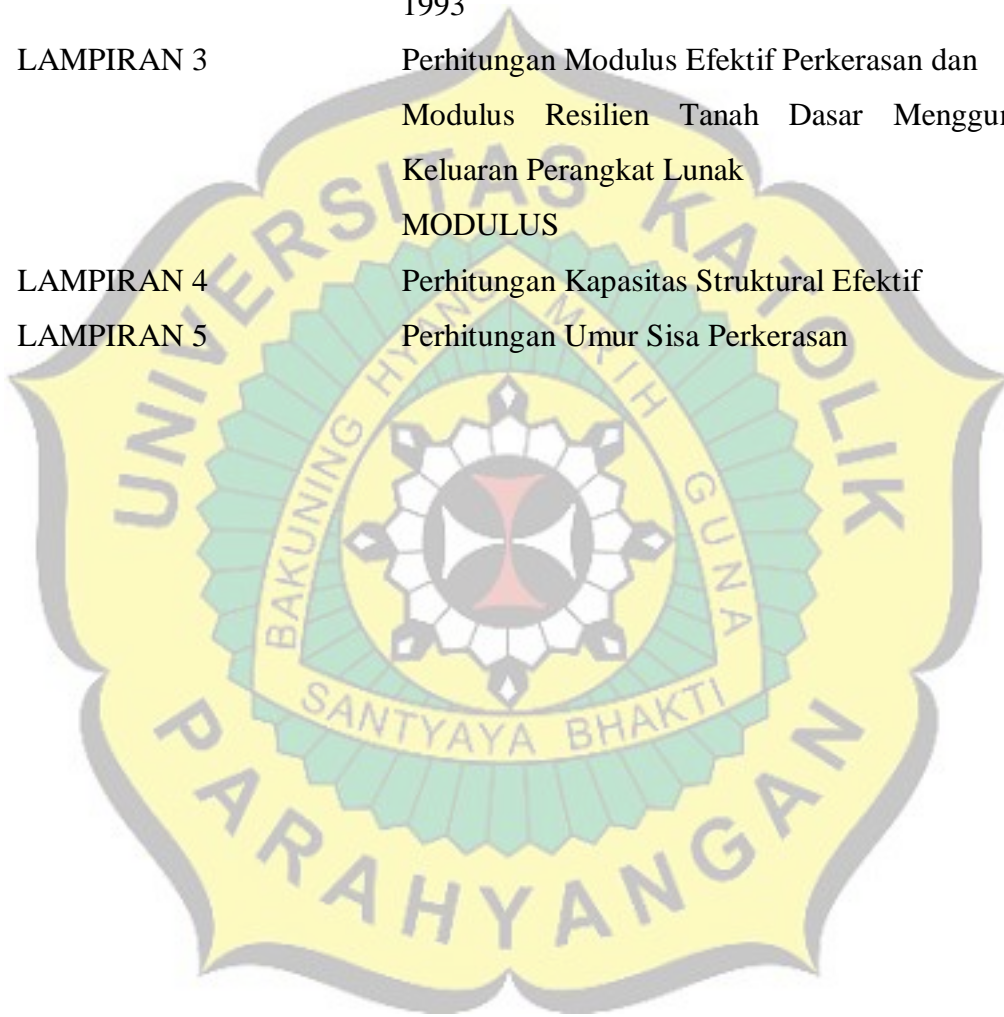 1993
LAMPIRAN 3 Perhitungan Modulus Efektif Perkerasan dan
Modulus Resilien Tanah Dasar
Keluaran Perangkat Lunak
MODULUS
LAMPIRAN 4 Perhitungan Kapasitas Struktural Efektif
LAMPIRAN 5 Perhitungan Umur Sisa Perkerasan
UNIVERSITAS KATOLIK
BAKUNING HYANG MRIH GUNA
SANTYAYA BHAKTI
PARAHYANGAN